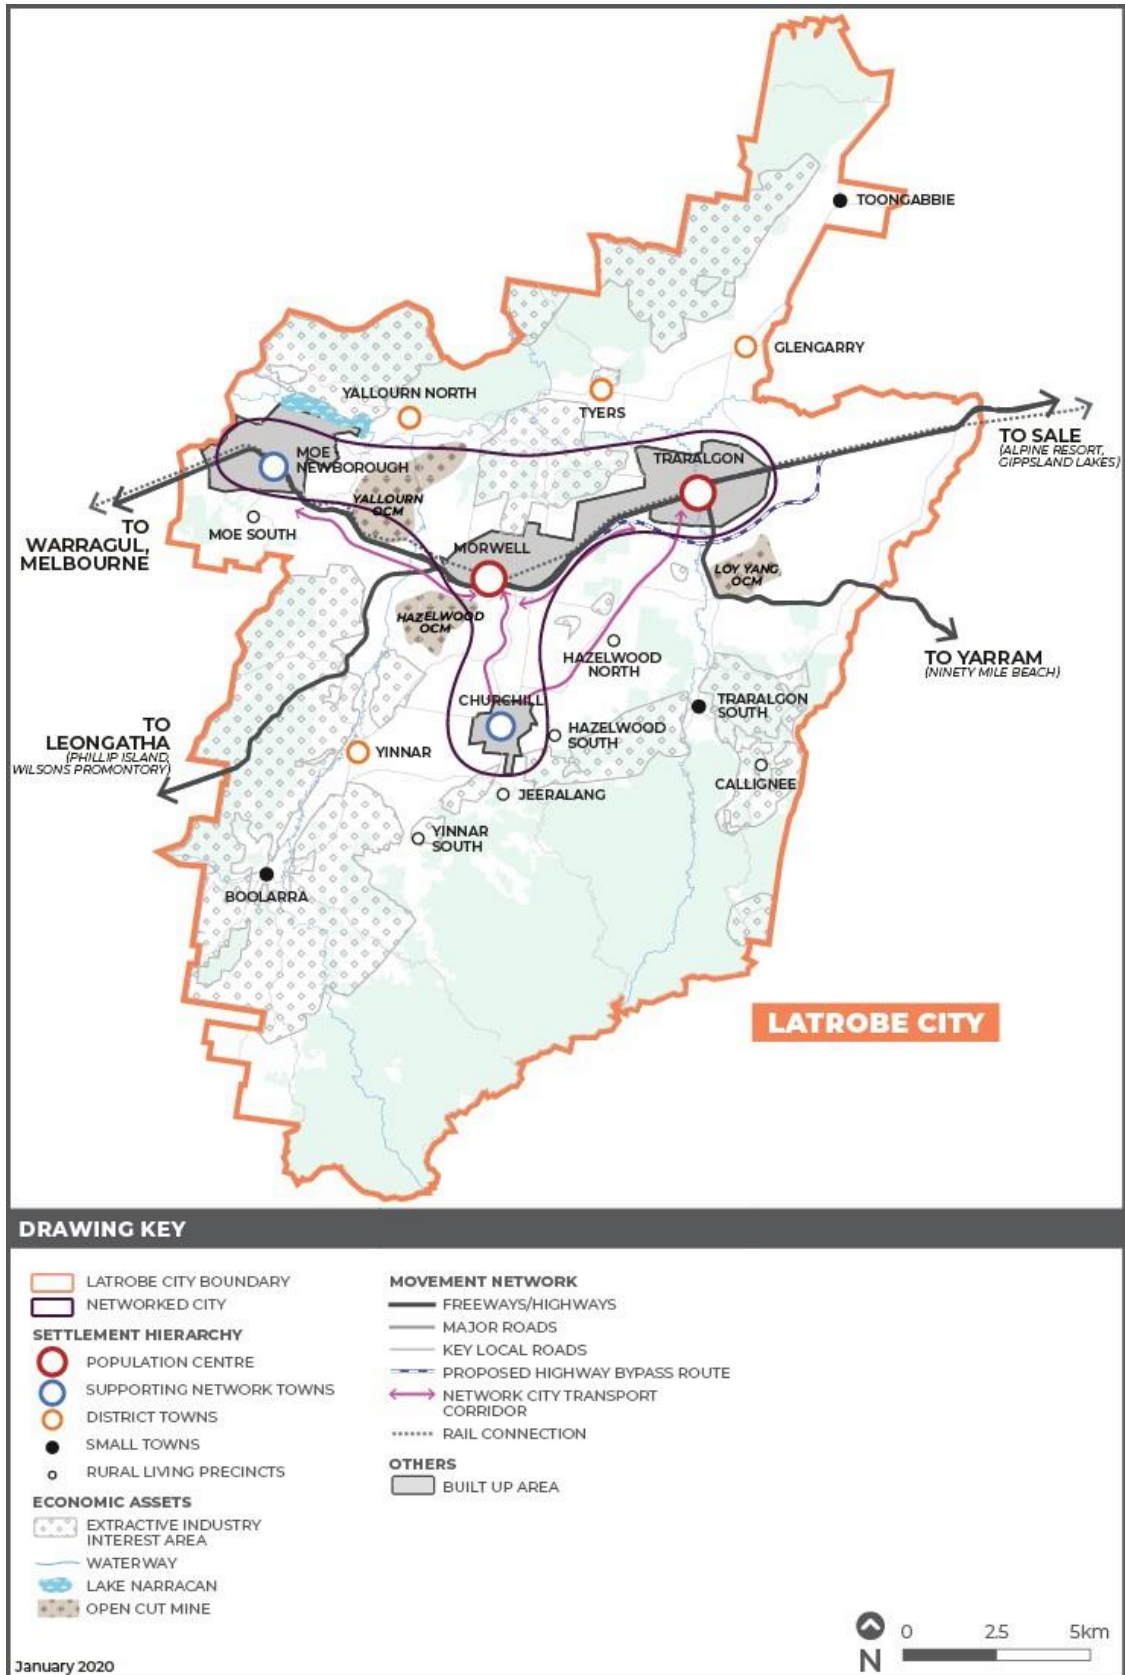 TOONGABBIE
GLENGARRY
YALLOURN NORTH
TYERS
TO SALE
(ALPINE RESORT,
GIPPSLAND LAKES)
MOE
NEWBOROUGH
TRARALGON
YALLOURN
OCM
MOE SOUTH
TO
WARRAGUL,
MELBOURNE
MORWELL
LOY YANG
OCM
HAZELWOOD
OCM
HAZELWOOD
NORTH
TO YARRAM
(NINETY MILE BEACH)
CHURCHILL
TRARALGON
SOUTH
TO
LEONGATHA
(PHILLIP ISLAND,
WILSONS PROMONTORY)
HAZELWOOD
SOUTH
YINNAR
CALLIGNEE
JEERALANG
YINNAR
SOUTH
BOOLARRA
LATROBE CITY
DRAWING KEY
LATROBE CITY BOUNDARY
NETWORKED CITY
SETTLEMENT HIERARCHY
POPULATION CENTRE
SUPPORTING NETWORK TOWNS
DISTRICT TOWNS
SMALL TOWNS
RURAL LIVING PRECINCTS
ECONOMIC ASSETS
EXTRACTIVE INDUSTRY
INTEREST AREA
WATERWAY
LAKE NARRACAN
OPEN CUT MINE
MOVEMENT NETWORK
FREEWAYS/HIGHWAYS
MAJOR ROADS
KEY LOCAL ROADS
PROPOSED HIGHWAY BYPASS ROUTE
NETWORK CITY TRANSPORT
CORRIDOR
RAIL CONNECTION
OTHERS
BUILT UP AREA
January 2020
N
0 2.5 5km